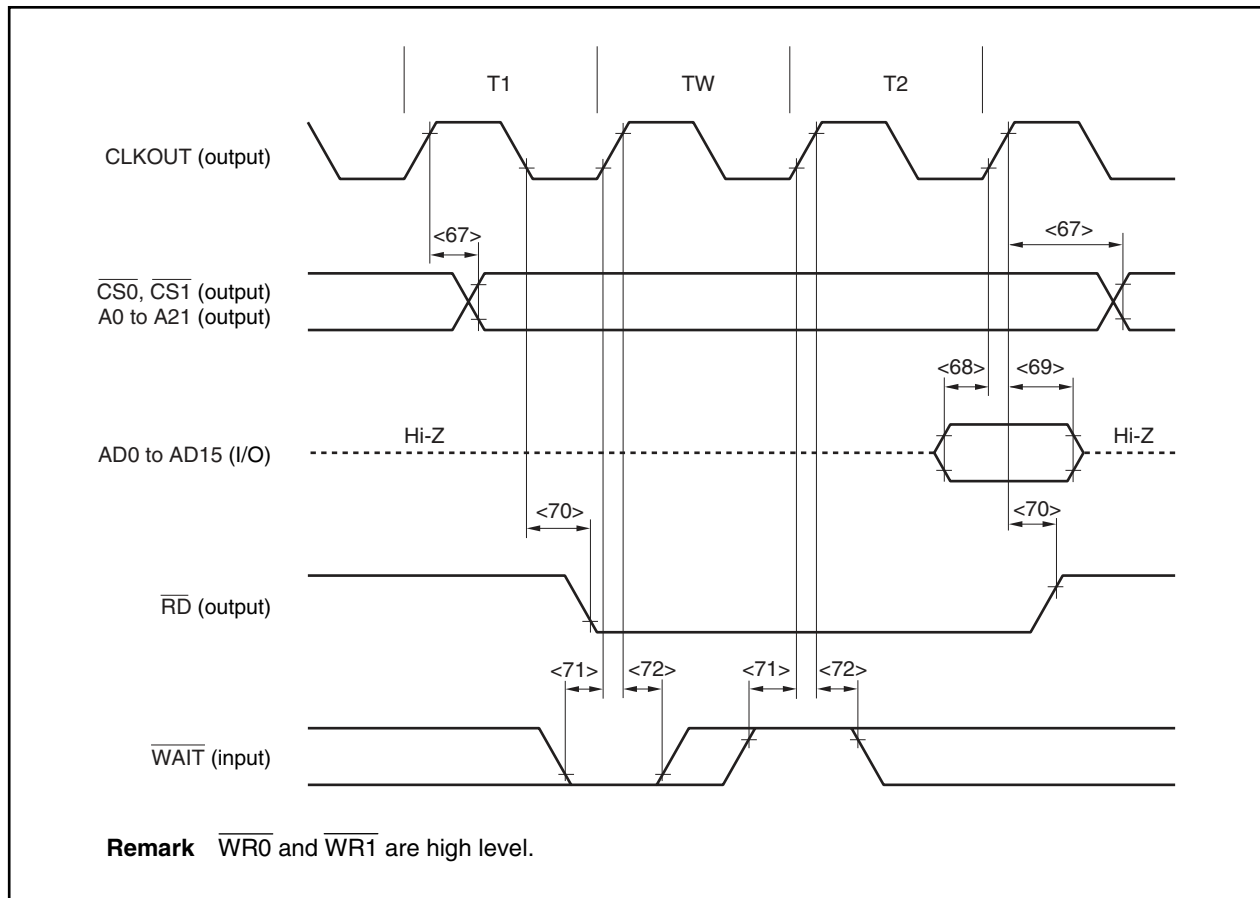 T1 TW T2
CLKOUT (output)
<67> <67>
CS0, CS1 (output)
A0 to A21 (output)
<68> <69>
Hi-Z Hi-Z
AD0 to AD15 (I/O)
<70> <70>
RD (output)
<71> <72> <71> <72>
WAIT (input)
Remark WR0 and WR1 are high level.